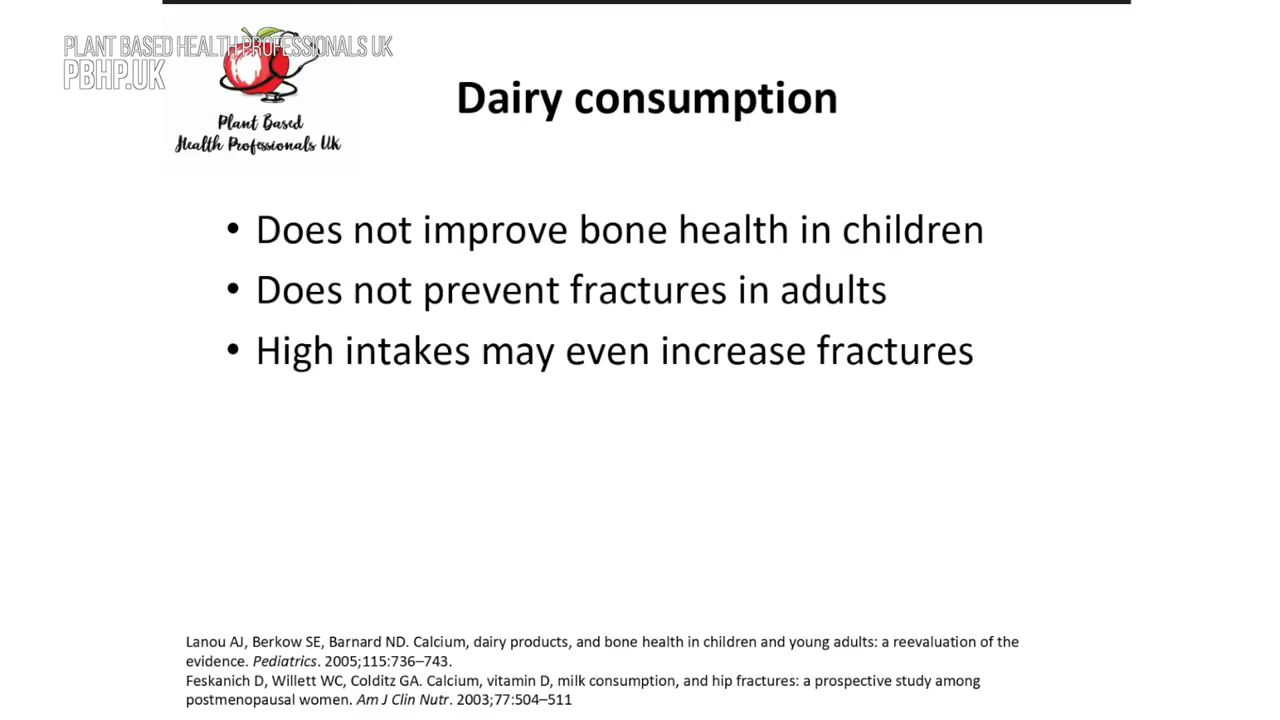 PLANT BASED HEALTH PROFESSIONALS UK
PBHP.UK
Plant Based
Health Professionals Uk
Dairy consumption
• Does not improve bone health in children
• Does not prevent fractures in adults
• High intakes may even increase fractures
Lanou AJ, Berkow SE, Barnard ND. Calcium, dairy products, and bone health in children and young adults: a reevaluation of the
evidence. Pediatrics. 2005;115:736–743.
Feskanich D, Willett WC, Colditz GA. Calcium, vitamin D, milk consumption, and hip fractures: a prospective study among
postmenopausal women. Am J Clin Nutr. 2003;77:504–511